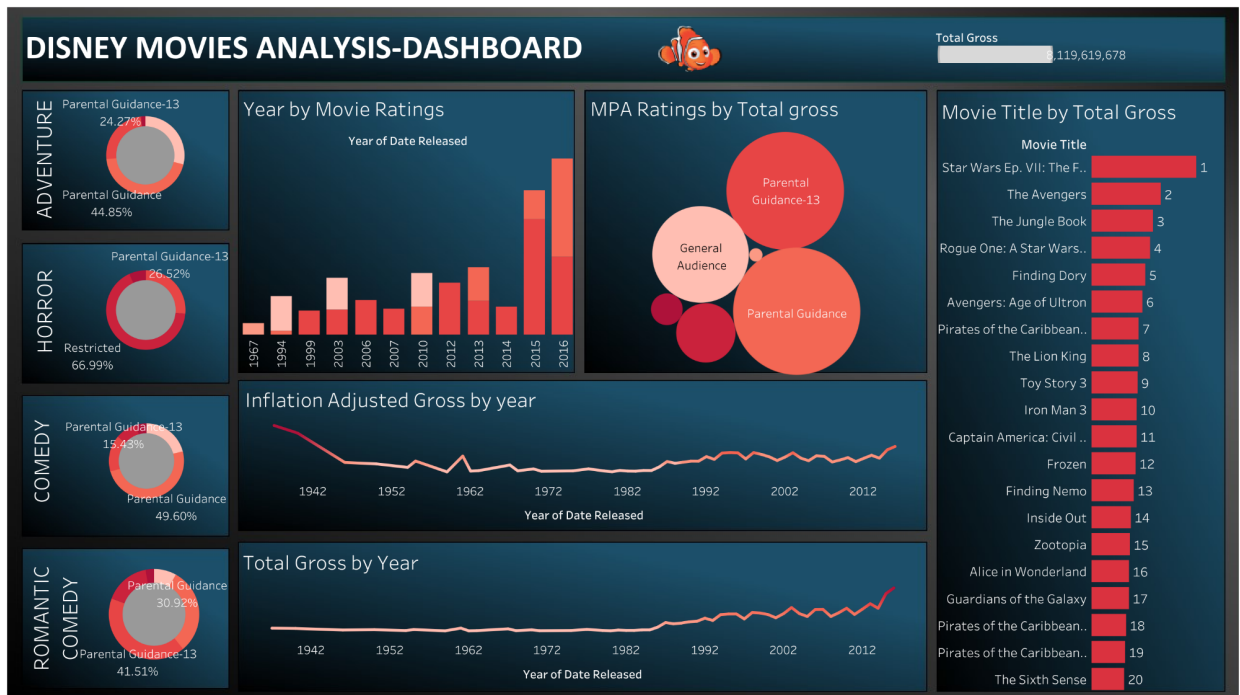 DISNEY MOVIES ANALYSIS-DASHBOARD
Total Gross
8,119,619,678
ADVENTURE
Parental Guidance-13
24.27%
Parental Guidance
44.85%
HORROR
Parental Guidance-13
26.52%
Restricted
66.99%
COMEDY
Parental Guidance-13
15.43%
Parental Guidance
49.60%
ROMANTIC
COMEDY
Parental Guidance
30.92%
Parental Guidance-13
41.51%
Year by Movie Ratings
Year of Date Released
1967 1994 1999 2003 2006 2007 2010 2012 2013 2014 2015 2016
MPA Ratings by Total gross
Parental
Guidance-13
General
Audience
Parental Guidance
Inflation Adjusted Gross by year
1942 1952 1962 1972 1982 1992 2002 2012
Year of Date Released
Total Gross by Year
1942 1952 1962 1972 1982 1992 2002 2012
Year of Date Released
Movie Title by Total Gross
Movie Title
Star Wars Ep. VII: The F.. 1
The Avengers 2
The Jungle Book 3
Rogue One: A Star Wars.. 4
Finding Dory 5
Avengers: Age of Ultron 6
Pirates of the Caribbean.. 7
The Lion King 8
Toy Story 3 9
Iron Man 3 10
Captain America: Civil .. 11
Frozen 12
Finding Nemo 13
Inside Out 14
Zootopia 15
Alice in Wonderland 16
Guardians of the Galaxy 17
Pirates of the Caribbean.. 18
Pirates of the Caribbean.. 19
The Sixth Sense 20